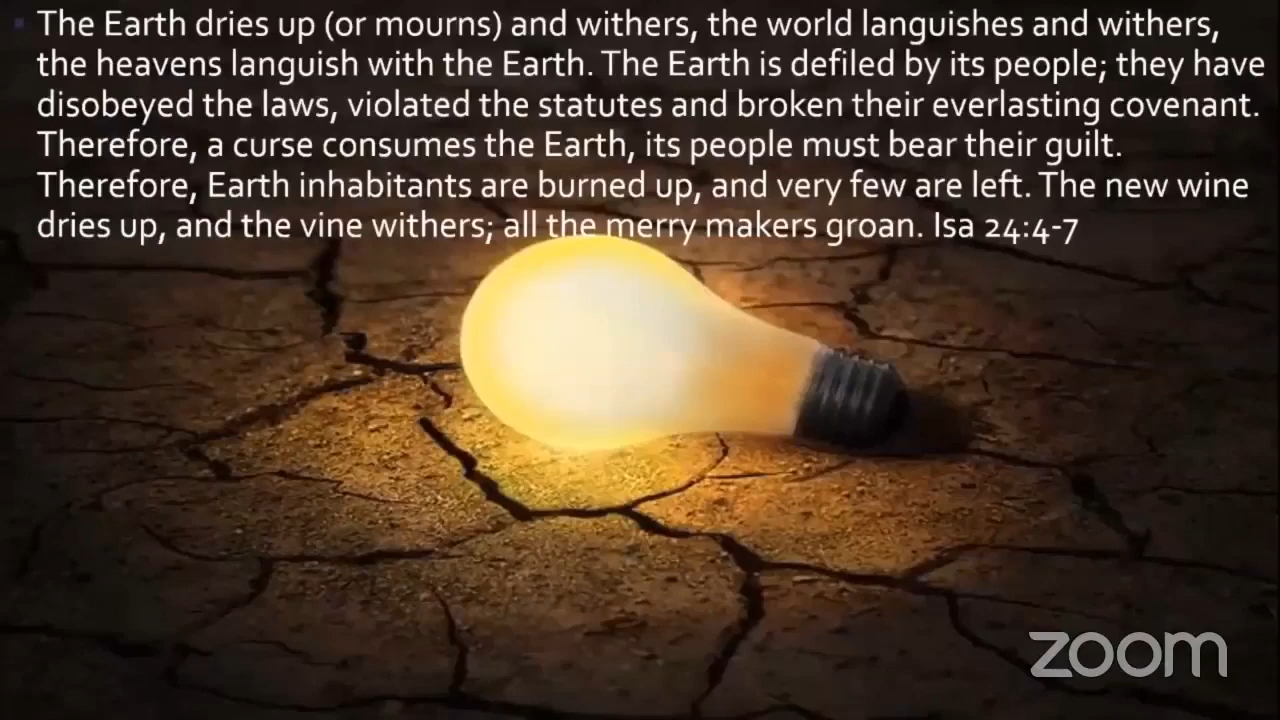 The Earth dries up (or mourns) and withers, the world languishes and withers,
the heavens languish with the Earth. The Earth is defiled by its people; they have
disobeyed the laws, violated the statutes and broken their everlasting covenant.
Therefore, a curse consumes the Earth, its people must bear their guilt.
Therefore, Earth inhabitants are burned up, and very few are left. The new wine
dries up, and the vine withers; all the merry makers groan. Isa 24:4-7
zoom